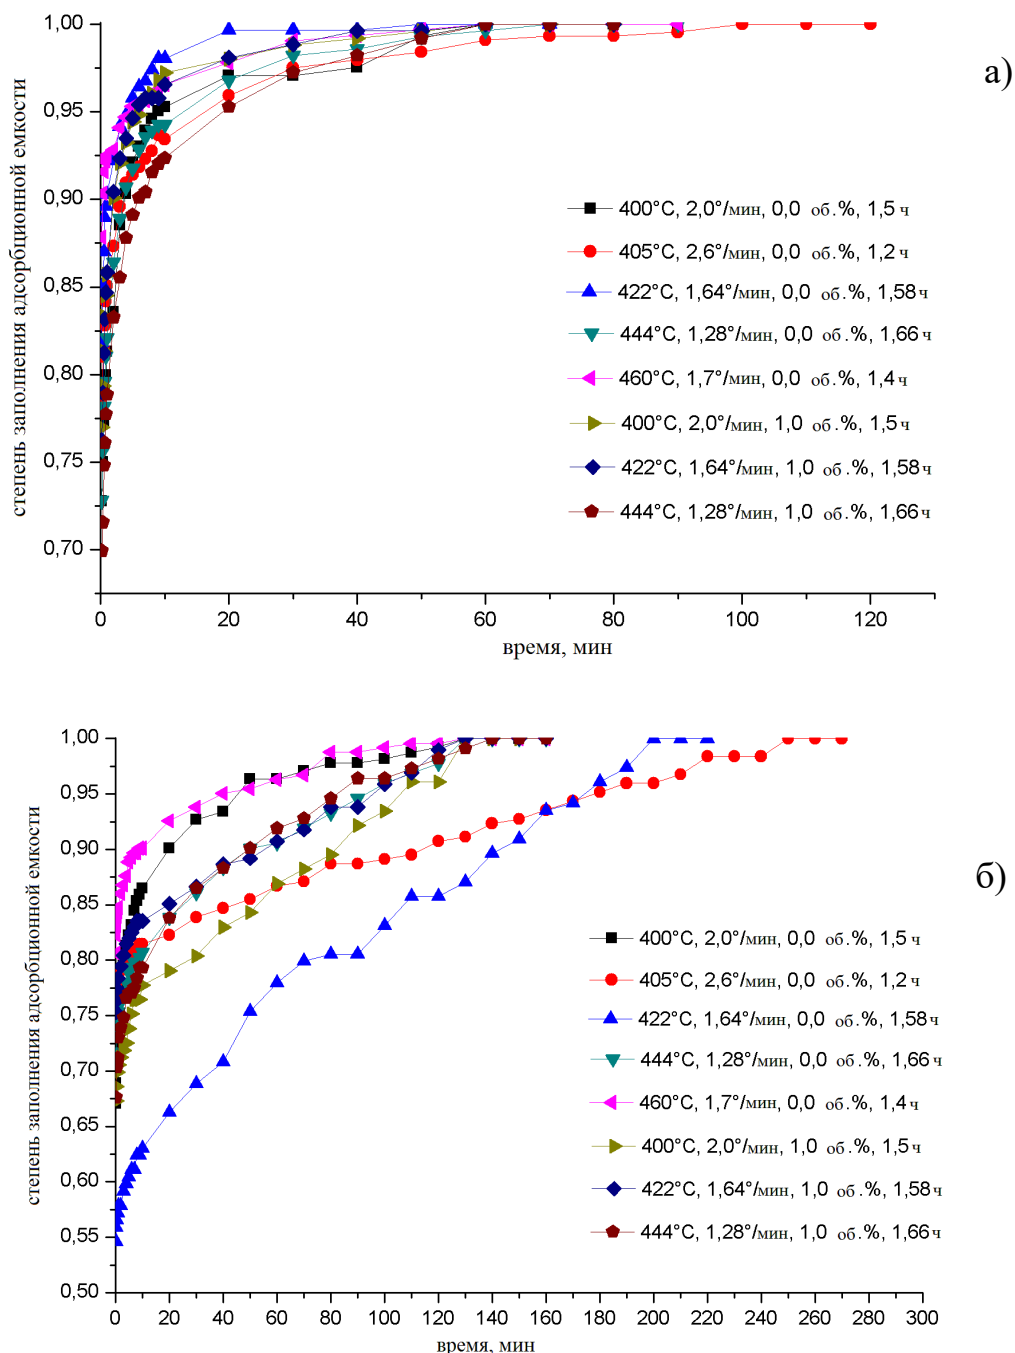 а)
степень заполнения адсорбционной емкости
1,00
0,95
0,90
0,85
0,80
0,75
0,70
400°C, 2,0°/мин, 0,0 об.%, 1,5 ч
405°C, 2,6°/мин, 0,0 об.%, 1,2 ч
422°C, 1,64°/мин, 0,0 об.%, 1,58 ч
444°C, 1,28°/мин, 0,0 об.%, 1,66 ч
460°C, 1,7°/мин, 0,0 об.%, 1,4 ч
400°C, 2,0°/мин, 1,0 об.%, 1,5 ч
422°C, 1,64°/мин, 1,0 об.%, 1,58 ч
444°C, 1,28°/мин, 1,0 об.%, 1,66 ч
0 20 40 60 80 100 120
время, мин
б)
степень заполнения адсорбционной емкости
1,00
0,95
0,90
0,85
0,80
0,75
0,70
0,65
0,60
0,55
0,50
400°C, 2,0°/мин, 0,0 об.%, 1,5 ч
405°C, 2,6°/мин, 0,0 об.%, 1,2 ч
422°C, 1,64°/мин, 0,0 об.%, 1,58 ч
444°C, 1,28°/мин, 0,0 об.%, 1,66 ч
460°C, 1,7°/мин, 0,0 об.%, 1,4 ч
400°C, 2,0°/мин, 1,0 об.%, 1,5 ч
422°C, 1,64°/мин, 1,0 об.%, 1,58 ч
444°C, 1,28°/мин, 1,0 об.%, 1,66 ч
0 20 40 60 80 100 120 140 160 180 200 220 240 260 280 300
время, мин